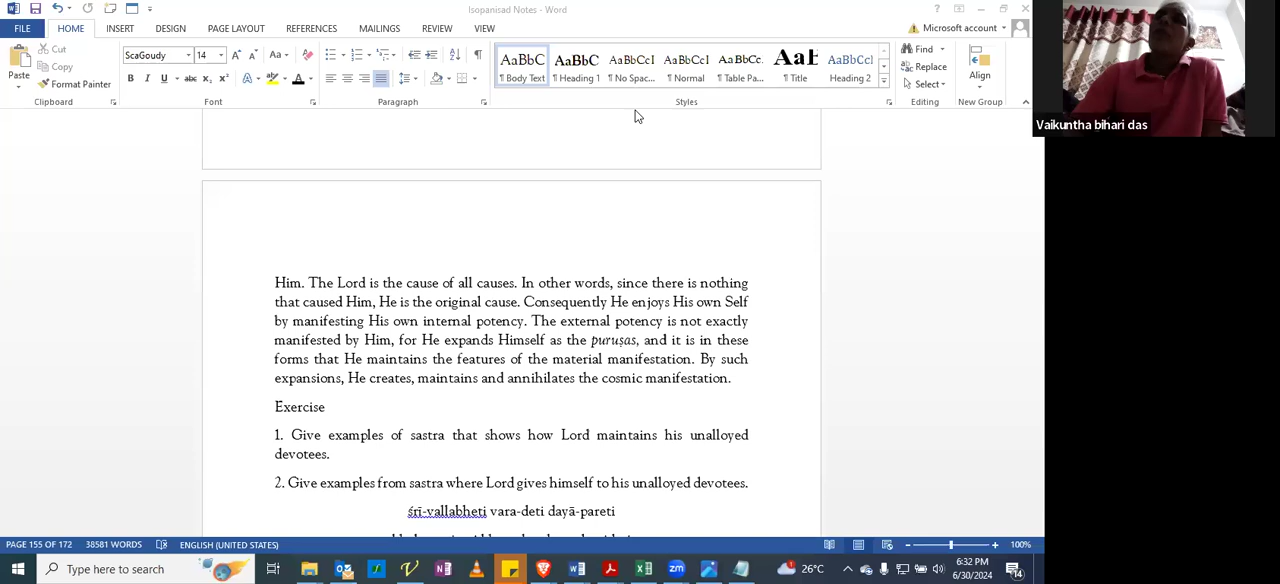 Isopanisad Notes - Word
FILE HOME INSERT DESIGN PAGE LAYOUT REFERENCES MAILINGS REVIEW VIEW
Microsoft account
Paste
Cut
Copy
Format Painter
Clipboard
ScaGoudy 14
B I U abc x₂ x²
Aa
Font
Paragraph
AaBbC AaBbC AaBbCcI AaBbCcI AaBbCc. AaBl AaBbCcl
¶ Body Text ¶ Heading 1 ¶ No Spac... ¶ Normal ¶ Table Pa... ¶ Title Heading 2
Styles
Find
Replace
Select
Editing
Align
New Group
Vaikuntha bihari das
Him. The Lord is the cause of all causes. In other words, since there is nothing
that caused Him, He is the original cause. Consequently He enjoys His own Self
by manifesting His own internal potency. The external potency is not exactly
manifested by Him, for He expands Himself as the puruṣas, and it is in these
forms that He maintains the features of the material manifestation. By such
expansions, He creates, maintains and annihilates the cosmic manifestation.
Exercise
1. Give examples of sastra that shows how Lord maintains his unalloyed
devotees.
2. Give examples from sastra where Lord gives himself to his unalloyed devotees.
śrī-vallabheti vara-deti dayā-pareti
PAGE 155 OF 172 38581 WORDS ENGLISH (UNITED STATES) 100%
Type here to search
26°C
6:32 PM
6/30/2024
14